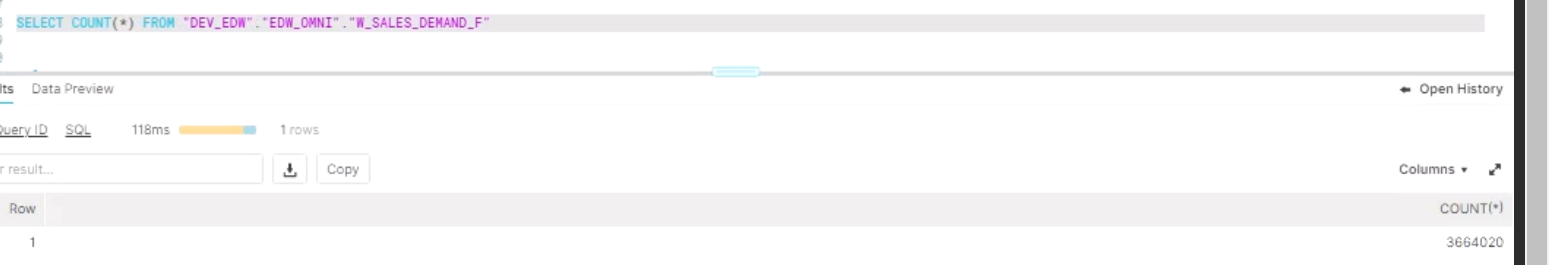 SELECT COUNT(*) FROM "DEV_EDW"."EDW_OMNI"."W_SALES_DEMAND_F"
lts Data Preview Open History
Query ID SQL 118ms 1 rows
r result... Copy Columns
Row COUNT(*)
1 3664020